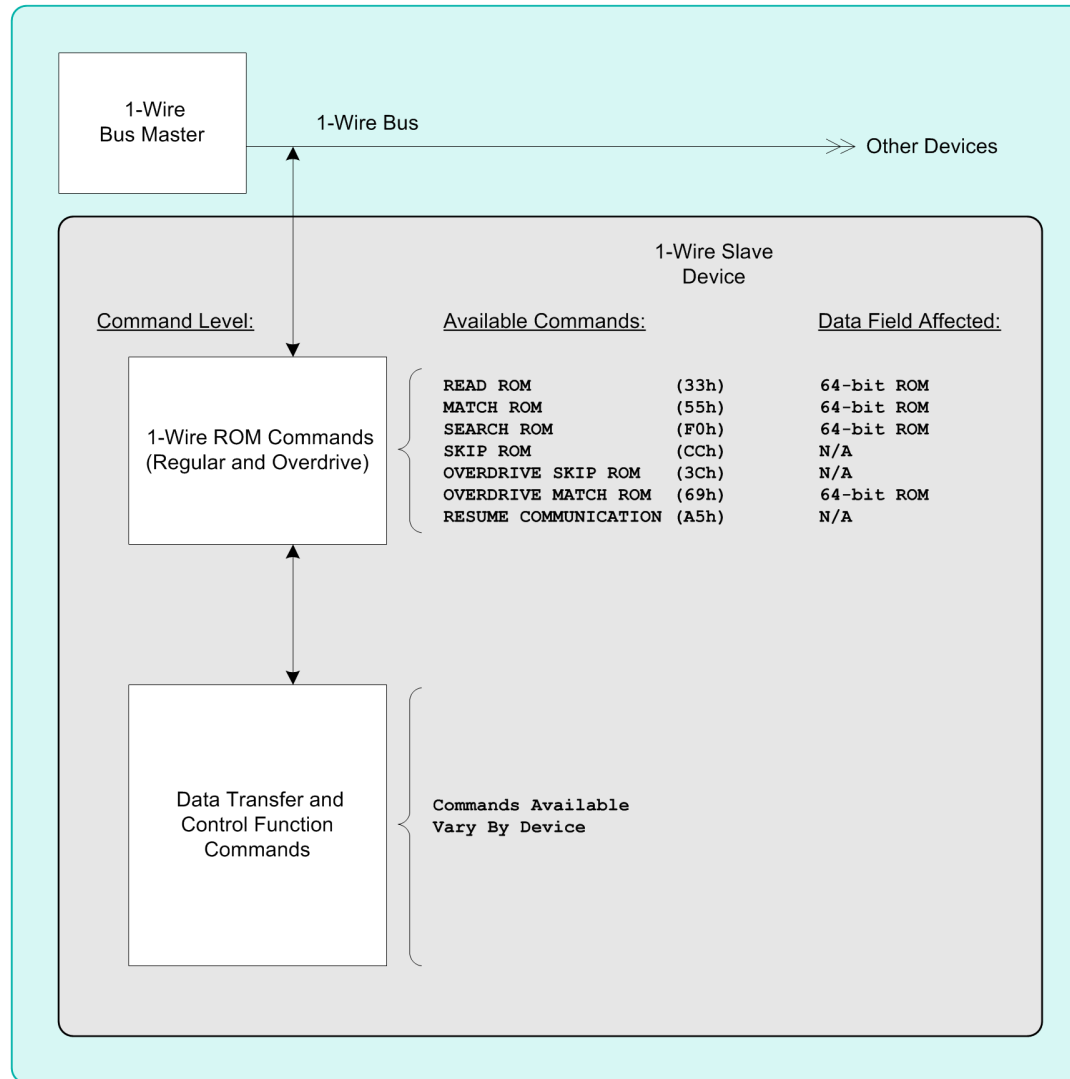 1-Wire
Bus Master
1-Wire Bus
Other Devices
1-Wire Slave
Device
Command Level:
Available Commands:
Data Field Affected:
1-Wire ROM Commands
(Regular and Overdrive)
READ ROM (33h) 64-bit ROM
MATCH ROM (55h) 64-bit ROM
SEARCH ROM (F0h) 64-bit ROM
SKIP ROM (CCh) N/A
OVERDRIVE SKIP ROM (3Ch) N/A
OVERDRIVE MATCH ROM (69h) 64-bit ROM
RESUME COMMUNICATION (A5h) N/A
Data Transfer and
Control Function
Commands
Commands Available
Vary By Device